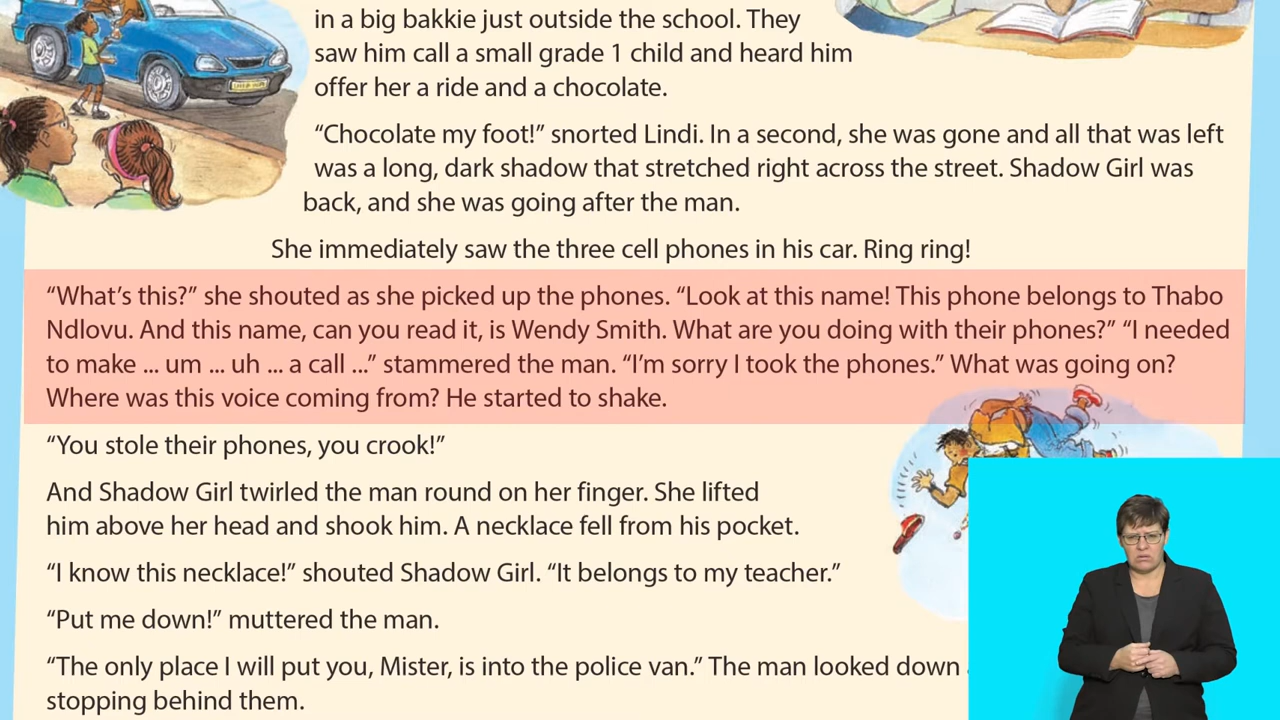 in a big bakkie just outside the school. They
saw him call a small grade 1 child and heard him
offer her a ride and a chocolate.
“Chocolate my foot!” snorted Lindi. In a second, she was gone and all that was left
was a long, dark shadow that stretched right across the street. Shadow Girl was
back, and she was going after the man.
She immediately saw the three cell phones in his car. Ring ring!
“What’s this?” she shouted as she picked up the phones. “Look at this name! This phone belongs to Thabo
Ndlovu. And this name, can you read it, is Wendy Smith. What are you doing with their phones?” “I needed
to make ... um ... uh ... a call ...” stammered the man. “I’m sorry I took the phones.” What was going on?
Where was this voice coming from? He started to shake.
“You stole their phones, you crook!”
And Shadow Girl twirled the man round on her finger. She lifted
him above her head and shook him. A necklace fell from his pocket.
“I know this necklace!” shouted Shadow Girl. “It belongs to my teacher.”
“Put me down!” muttered the man.
“The only place I will put you, Mister, is into the police van.” The man looked down
stopping behind them.